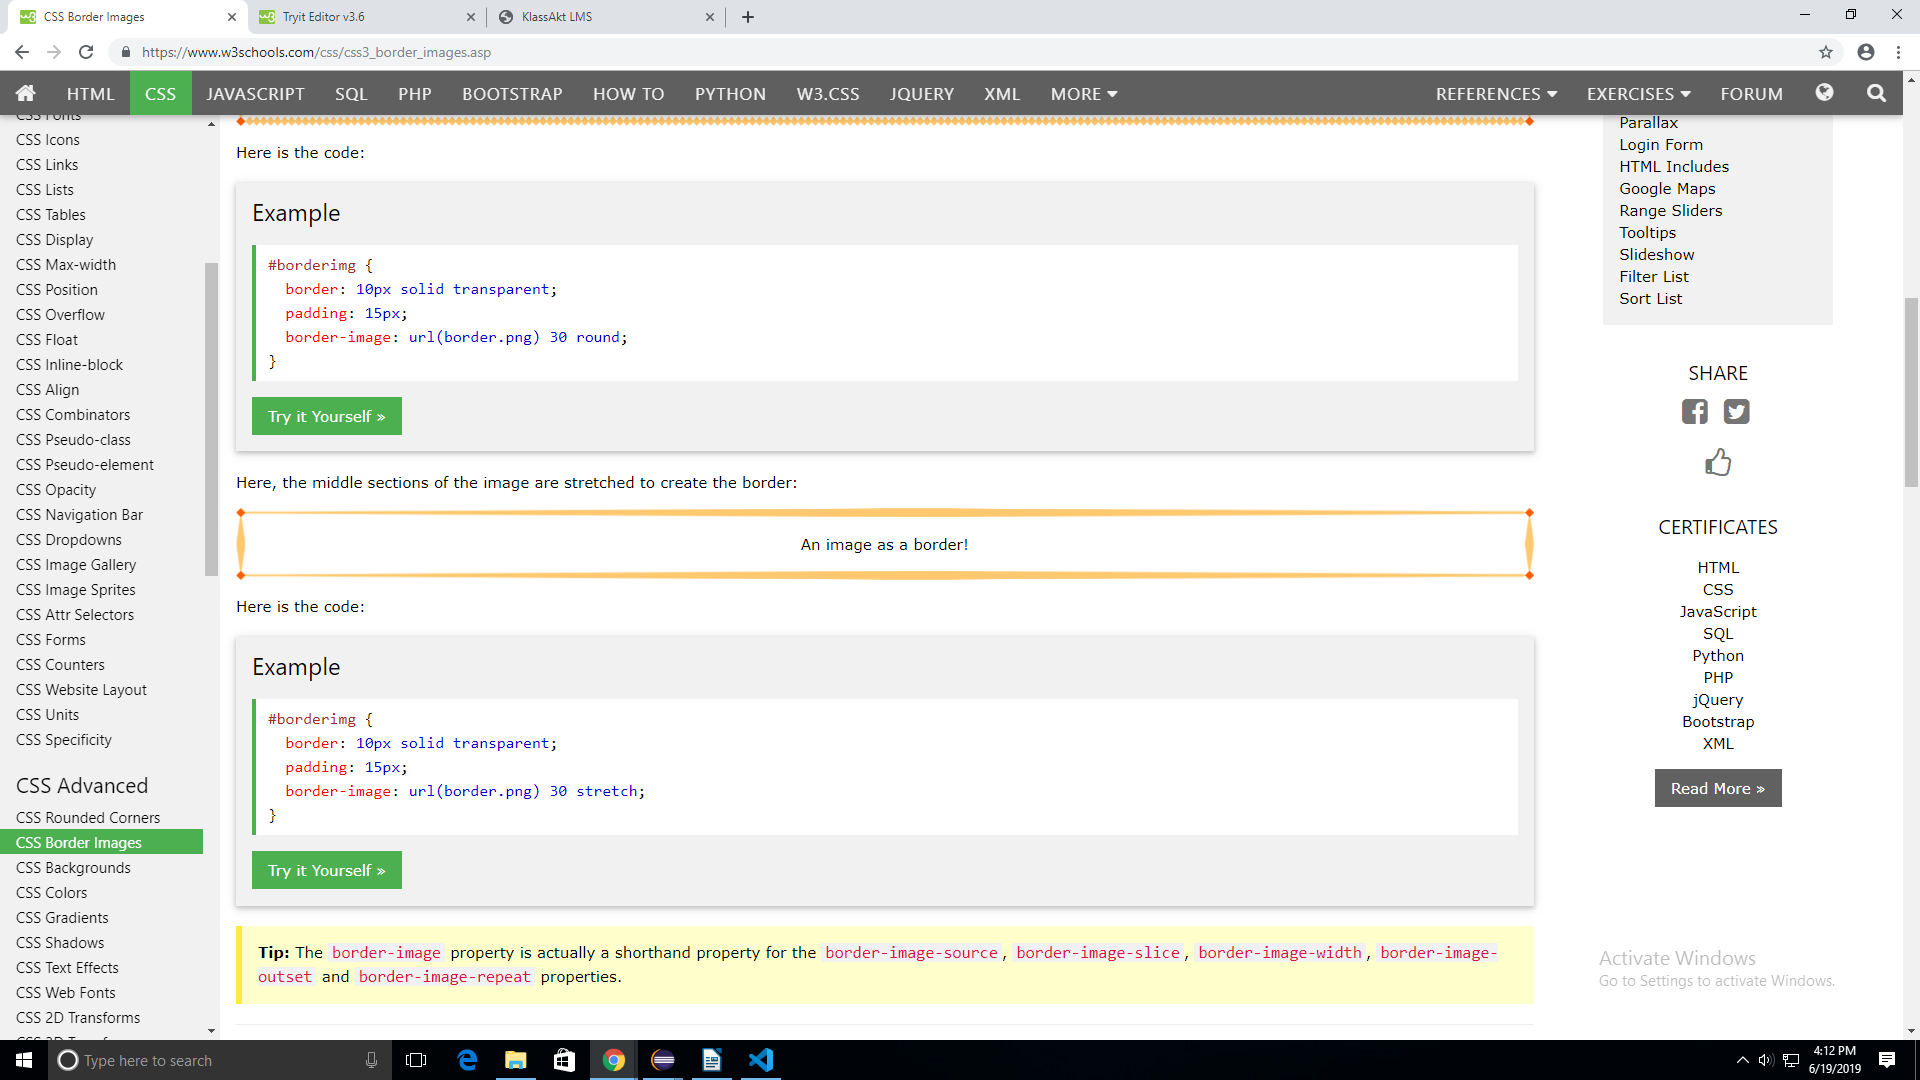 CSS Border Images
Tryit Editor v3.6
KlassAkt LMS
https://www.w3schools.com/css/css3_border_images.asp
HTML CSS JAVASCRIPT SQL PHP BOOTSTRAP HOW TO PYTHON W3.CSS JQUERY XML MORE REFERENCES EXERCISES FORUM
CSS Fonts
CSS Icons
CSS Links
CSS Lists
CSS Tables
CSS Display
CSS Max-width
CSS Position
CSS Overflow
CSS Float
CSS Inline-block
CSS Align
CSS Combinators
CSS Pseudo-class
CSS Pseudo-element
CSS Opacity
CSS Navigation Bar
CSS Dropdowns
CSS Image Gallery
CSS Image Sprites
CSS Attr Selectors
CSS Forms
CSS Counters
CSS Website Layout
CSS Units
CSS Specificity
CSS Advanced
CSS Rounded Corners
CSS Border Images
CSS Backgrounds
CSS Colors
CSS Gradients
CSS Shadows
CSS Text Effects
CSS Web Fonts
CSS 2D Transforms
Here is the code:
Example
#borderimg {
  border: 10px solid transparent;
  padding: 15px;
  border-image: url(border.png) 30 round;
}
Try it Yourself »
Here, the middle sections of the image are stretched to create the border:
An image as a border!
Here is the code:
Example
#borderimg {
  border: 10px solid transparent;
  padding: 15px;
  border-image: url(border.png) 30 stretch;
}
Try it Yourself »
Tip: The border-image property is actually a shorthand property for the border-image-source, border-image-slice, border-image-width, border-image-
outset and border-image-repeat properties.
Parallax
Login Form
HTML Includes
Google Maps
Range Sliders
Tooltips
Slideshow
Filter List
Sort List
SHARE
CERTIFICATES
HTML
CSS
JavaScript
SQL
Python
PHP
jQuery
Bootstrap
XML
Read More »
Activate Windows
Go to Settings to activate Windows.
Type here to search
4:12 PM
6/19/2019